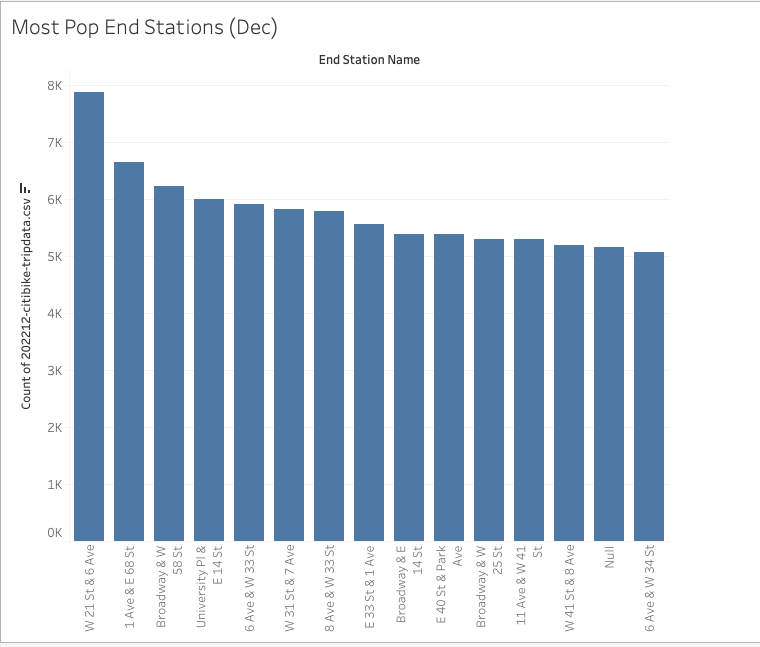 Most Pop End Stations (Dec)
End Station Name
Count of 202212-citibike-tripdata.csv
8K
7K
6K
5K
4K
3K
2K
1K
0K
W 21 St & 6 Ave
1 Ave & E 68 St
Broadway & W
58 St
University Pl &
E 14 St
6 Ave & W 33 St
W 31 St & 7 Ave
8 Ave & W 33 St
E 33 St & 1 Ave
Broadway & E
14 St
E 40 St & Park
Ave
Broadway & W
25 St
11 Ave & W 41
St
W 41 St & 8 Ave
Null
6 Ave & W 34 St